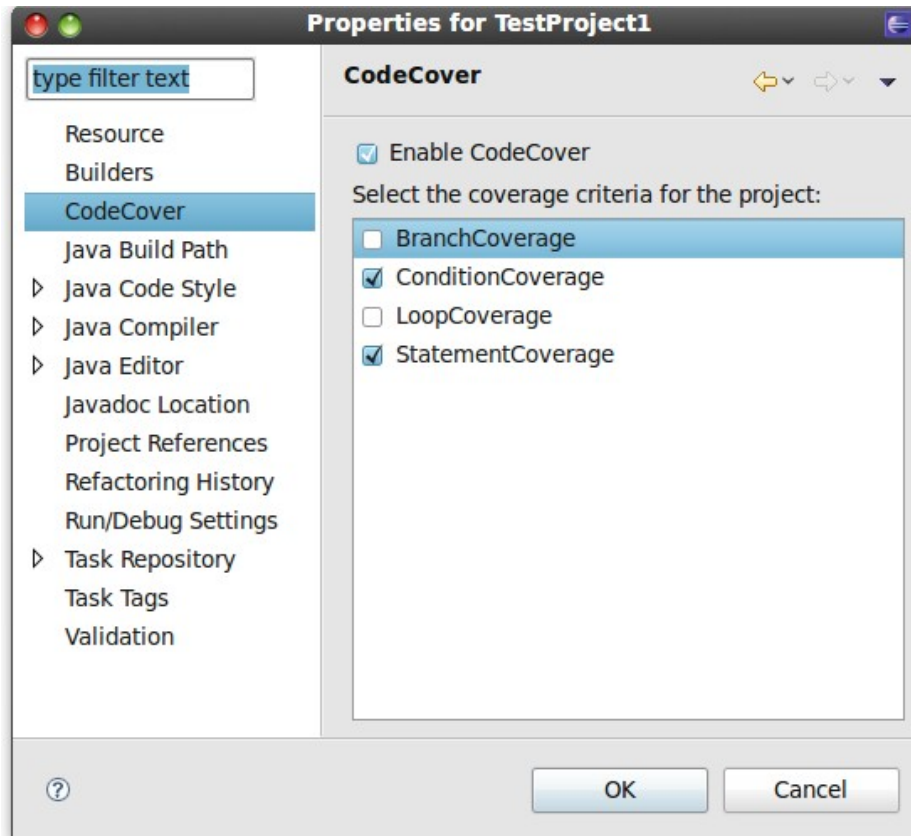 Properties for TestProject1
type filter text
Resource
Builders
CodeCover
Java Build Path
Java Code Style
Java Compiler
Java Editor
Javadoc Location
Project References
Refactoring History
Run/Debug Settings
Task Repository
Task Tags
Validation
CodeCover
Enable CodeCover
Select the coverage criteria for the project:
BranchCoverage
ConditionCoverage
LoopCoverage
StatementCoverage
?
OK
Cancel